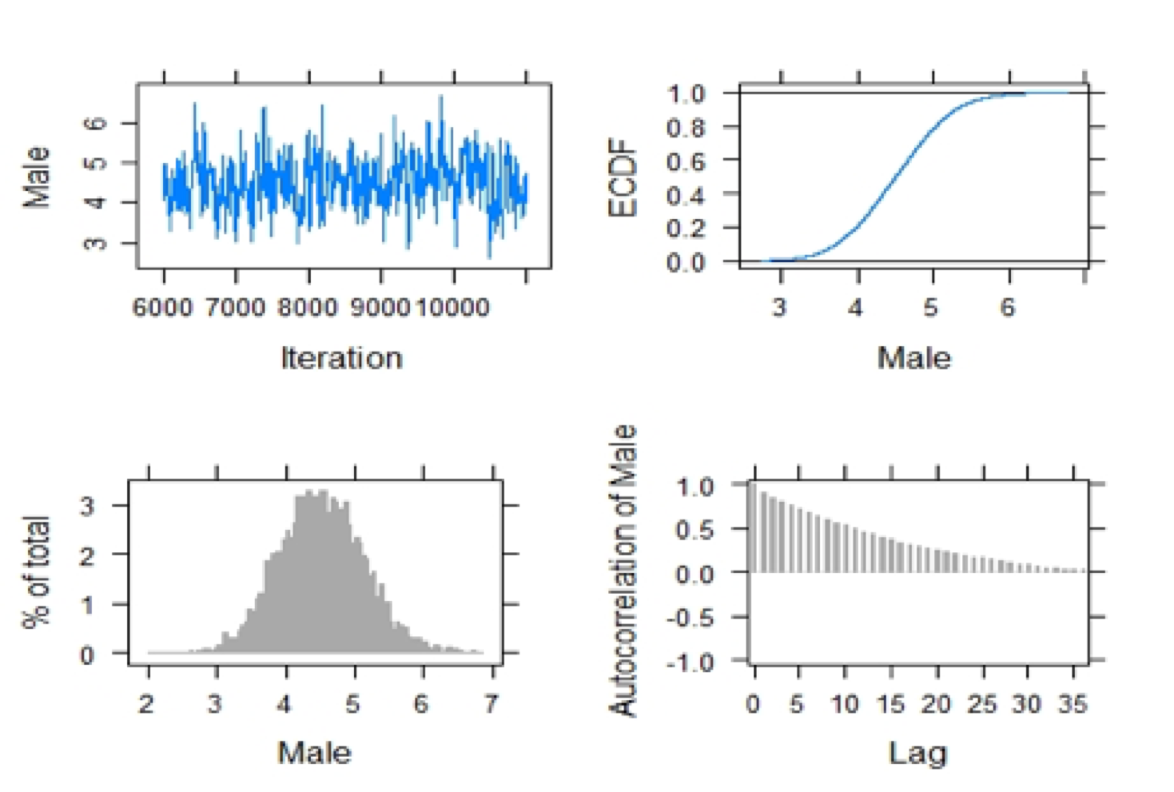 Male
6
5
4
3
6000 7000 8000 9000 10000
Iteration
ECDF
1.0
0.8
0.6
0.4
0.2
0.0
3 4 5 6
Male
% of total
3
2
1
0
2 3 4 5 6 7
Male
Autocorrelation of Male
1.0
0.5
0.0
-0.5
-1.0
0 5 10 15 20 25 30 35
Lag